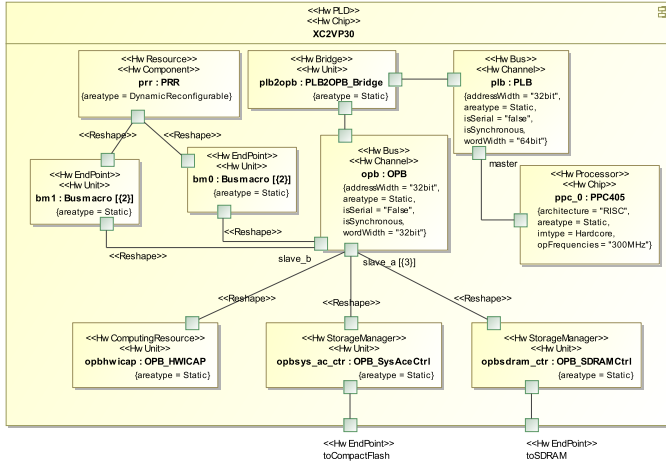 <<Hw PLD>>
<<Hw Chip>>
XC2VP30
<<Hw Resource>>
<<Hw Component>>
prr : PRR
{areatype = DynamicReconfigurable}
<<Hw Bridge>>
<<Hw Unit>>
plb2opb : PLB2OPB_Bridge
{areatype = Static}
<<Hw Bus>>
<<Hw Channel>>
plb : PLB
{addressWidth = "32bit",
areatype = Static,
isSerial = "false",
isSynchronous,
wordWidth = "64bit"}
master
<<Reshape>>
<<Reshape>>
<<Hw EndPoint>>
<<Hw Unit>>
bm1 : Busmacro [{2}]
{areatype = Static}
<<Hw EndPoint>>
<<Hw Unit>>
bm0 : Busmacro [{2}]
{areatype = Static}
<<Hw Bus>>
<<Hw Channel>>
opb : OPB
{addressWidth = "32bit",
areatype = Static,
isSerial = "False",
isSynchronous,
wordWidth = "32bit"}
<<Hw Processor>>
<<Hw Chip>>
ppc_0 : PPC405
{architecture = "RISC",
areatype = Static,
imtype = Hardcore,
opFrequencies = "300MHz"}
<<Reshape>>
<<Reshape>>
slave_b
slave_a [{3}]
<<Reshape>>
<<Reshape>>
<<Reshape>>
<<Hw ComputingResource>>
<<Hw Unit>>
opbhwicap : OPB_HWICAP
{areatype = Static}
<<Hw StorageManager>>
<<Hw Unit>>
opbsys_ac_ctr : OPB_SysAceCtrl
{areatype = Static}
<<Hw StorageManager>>
<<Hw Unit>>
opbsdram_ctr : OPB_SDRAMCtrl
{areatype = Static}
<<Hw EndPoint>>
toCompactFlash
<<Hw EndPoint>>
toSDRAM